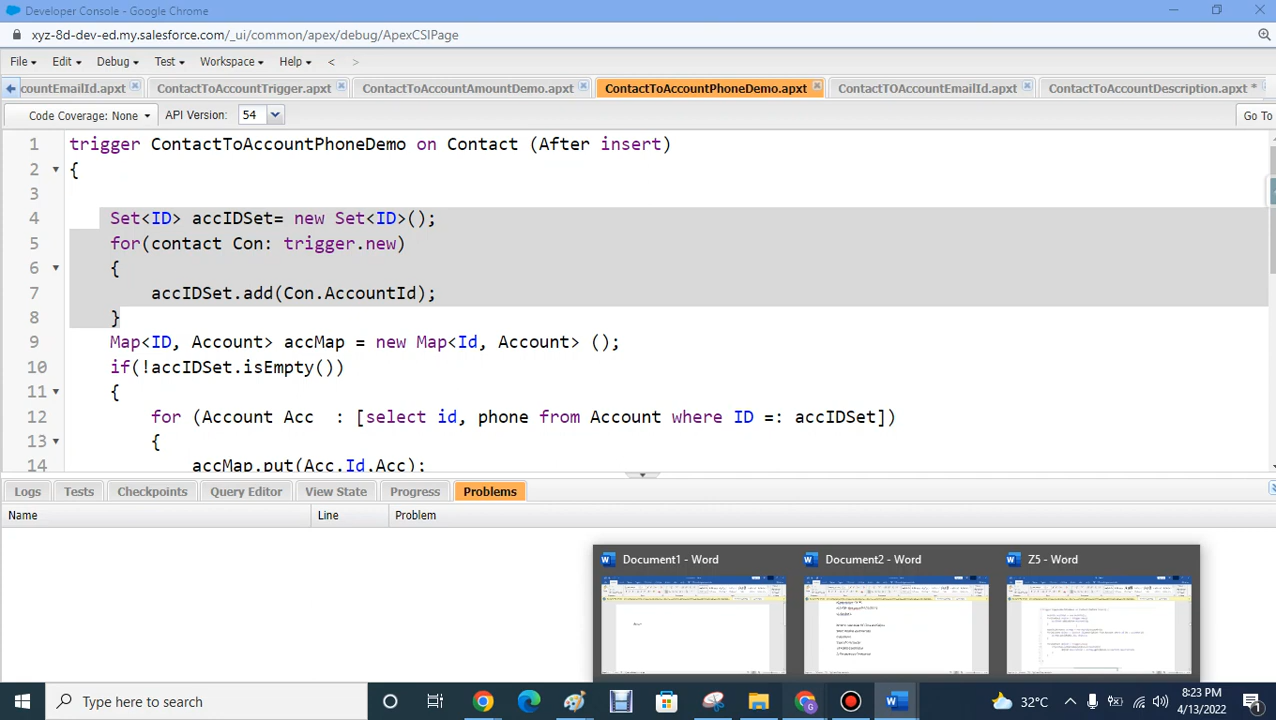 Developer Console - Google Chrome
xyz-8d-dev-ed.my.salesforce.com/_ui/common/apex/debug/ApexCSIPage
File Edit Debug Test Workspace Help < >
countEmailId.apxt ContactToAccountTrigger.apxt ContactToAccountAmountDemo.apxt ContactToAccountPhoneDemo.apxt ContactTOAccountEmailId.apxt ContactToAccountDescription.apxt *
Code Coverage: None API Version: 54 Go To
1 trigger ContactToAccountPhoneDemo on Contact (After insert)
2 {
3
4 Set<ID> accIDSet= new Set<ID>();
5 for(contact Con: trigger.new)
6 {
7 accIDSet.add(Con.AccountId);
8 }
9 Map<ID, Account> accMap = new Map<Id, Account> ();
10 if(!accIDSet.isEmpty())
11 {
12 for (Account Acc : [select id, phone from Account where ID =: accIDSet])
13 {
14 accMap.put(Acc.Id,Acc);
Logs Tests Checkpoints Query Editor View State Progress Problems
Name Line Problem
Document1 - Word Document2 - Word Z5 - Word
Type here to search
32°C
8:23 PM
4/13/2022
1